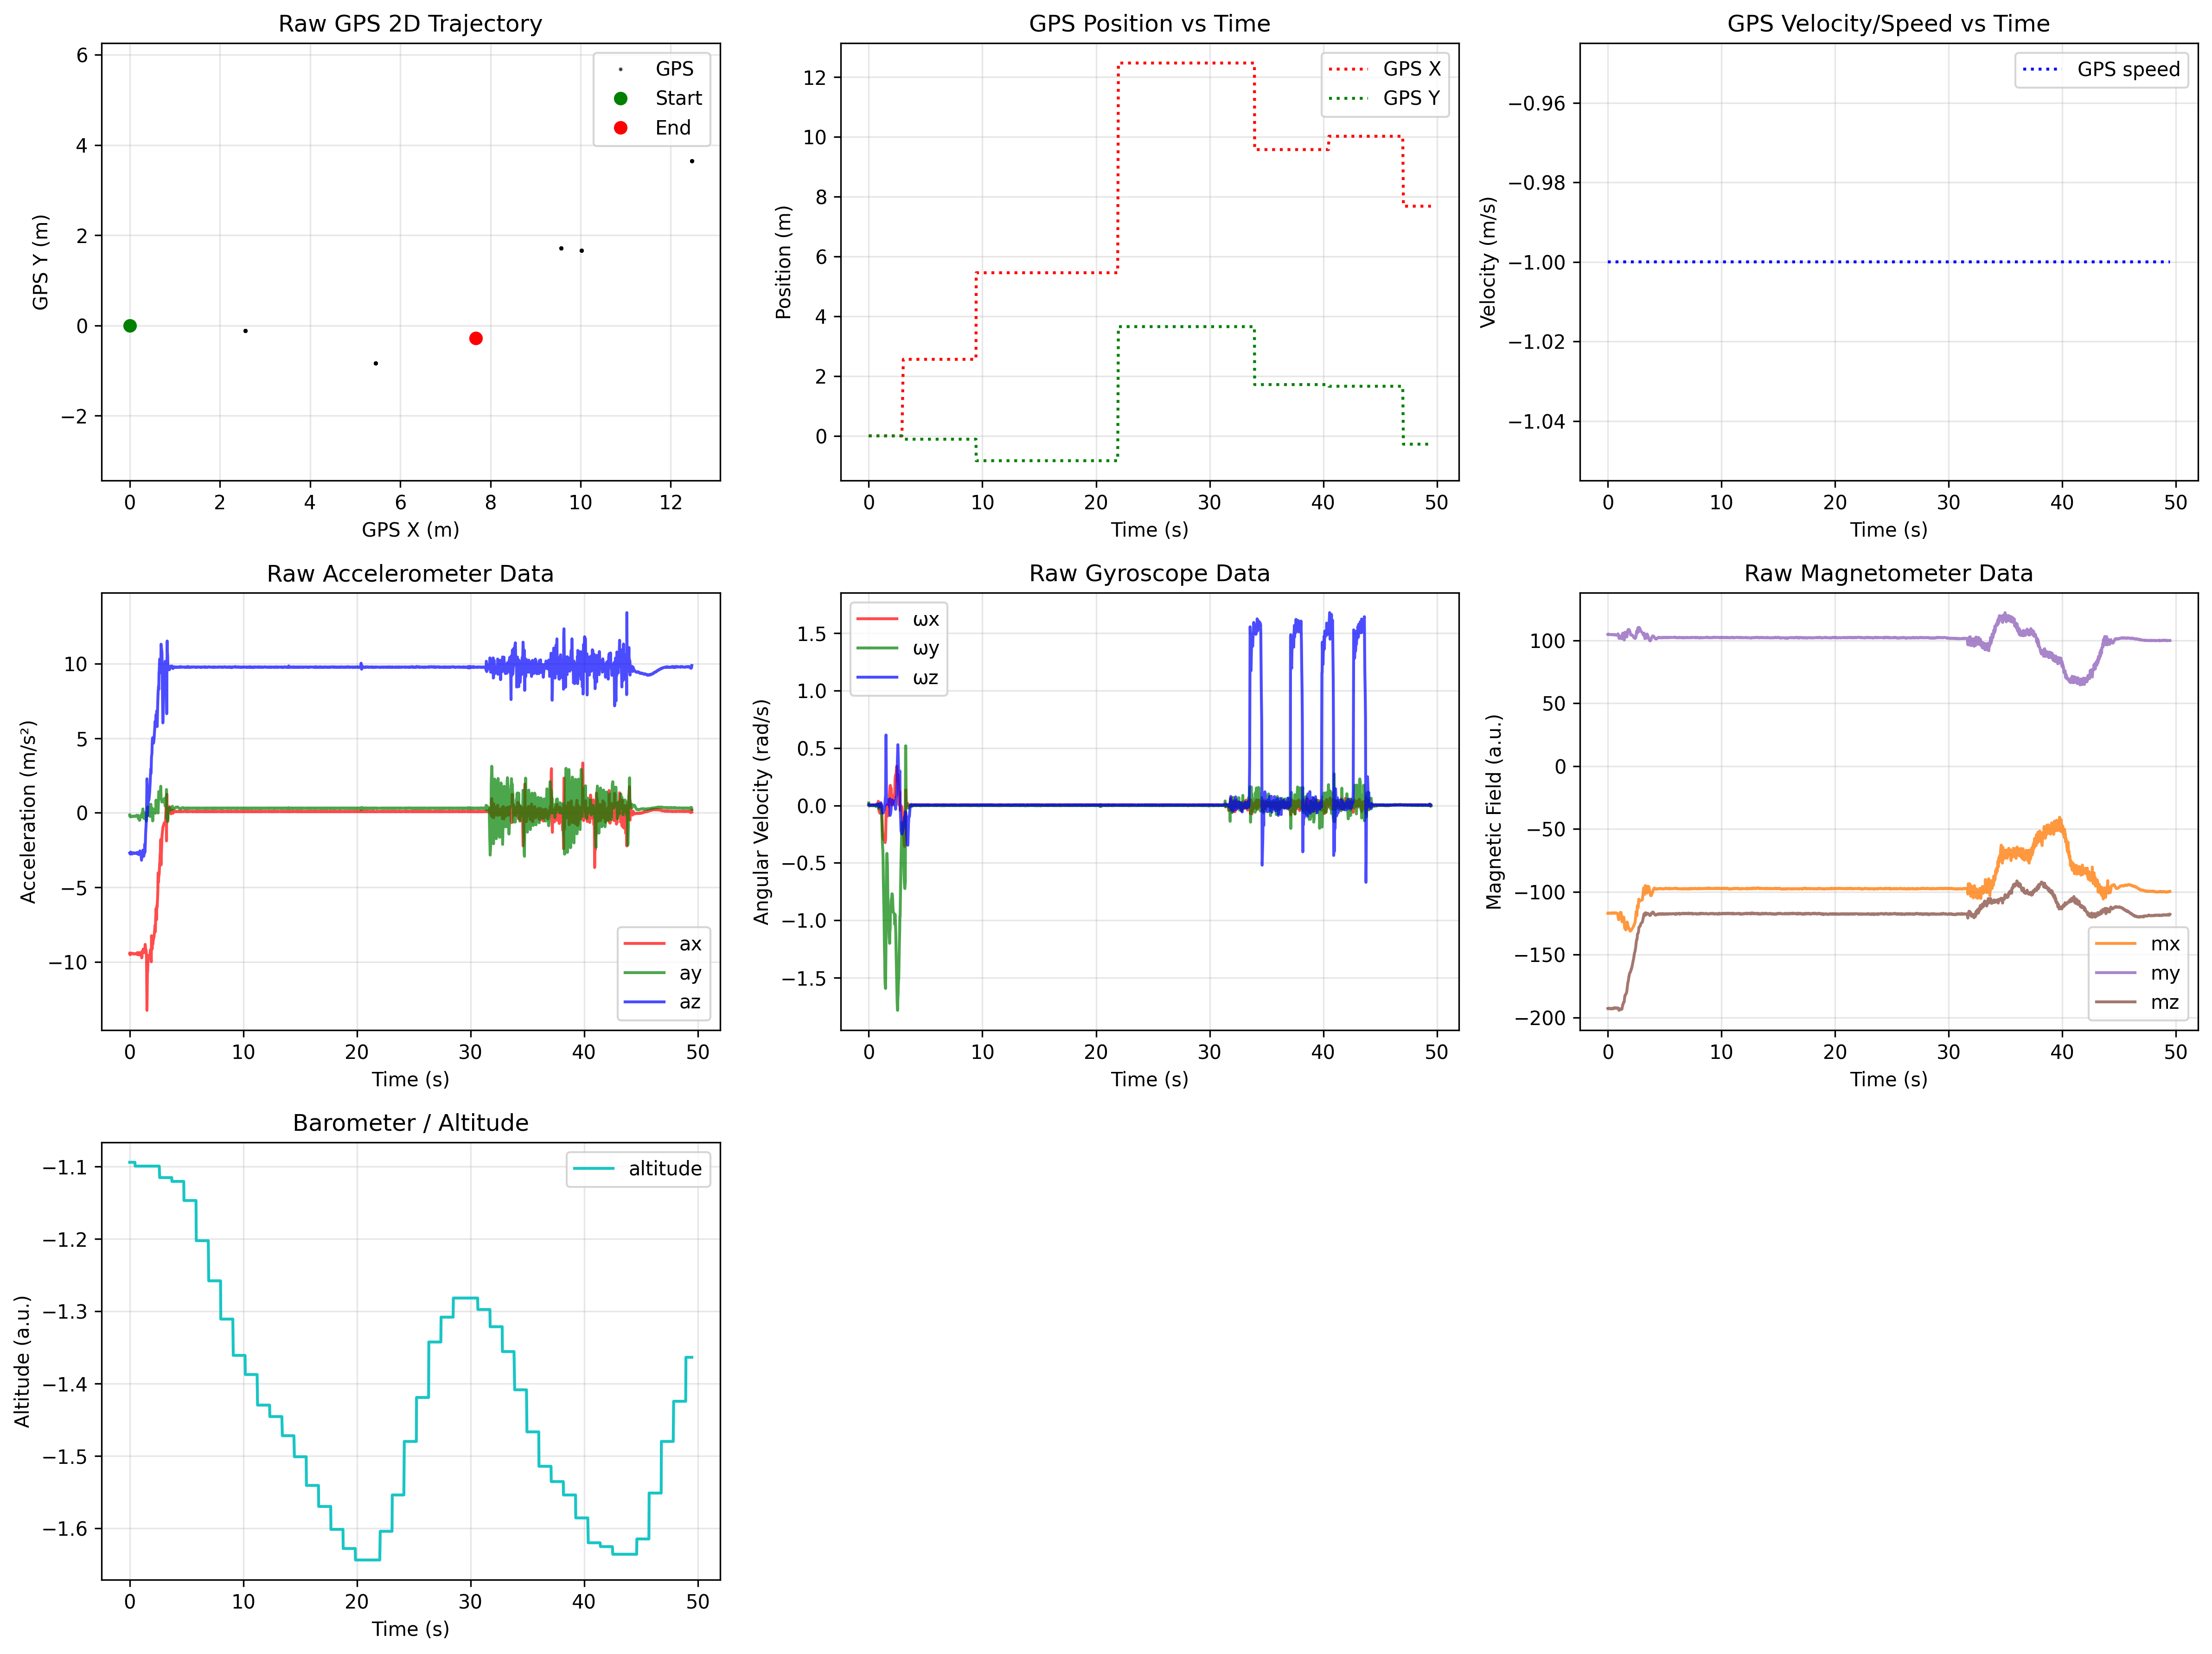 Raw GPS 2D Trajectory
GPS Y (m)
6
4
2
0
−2
GPS
Start
End
0 2 4 6 8 10 12
GPS X (m)
GPS Position vs Time
Position (m)
12
10
8
6
4
2
0
GPS X
GPS Y
0 10 20 30 40 50
Time (s)
GPS Velocity/Speed vs Time
Velocity (m/s)
−0.96
−0.98
−1.00
−1.02
−1.04
GPS speed
0 10 20 30 40 50
Time (s)
Raw Accelerometer Data
Acceleration (m/s²)
10
5
0
−5
−10
ax
ay
az
0 10 20 30 40 50
Time (s)
Raw Gyroscope Data
Angular Velocity (rad/s)
1.5
1.0
0.5
0.0
−0.5
−1.0
−1.5
ωx
ωy
ωz
0 10 20 30 40 50
Time (s)
Raw Magnetometer Data
Magnetic Field (a.u.)
100
50
0
−50
−100
−150
−200
mx
my
mz
0 10 20 30 40 50
Time (s)
Barometer / Altitude
Altitude (a.u.)
−1.1
−1.2
−1.3
−1.4
−1.5
−1.6
altitude
0 10 20 30 40 50
Time (s)